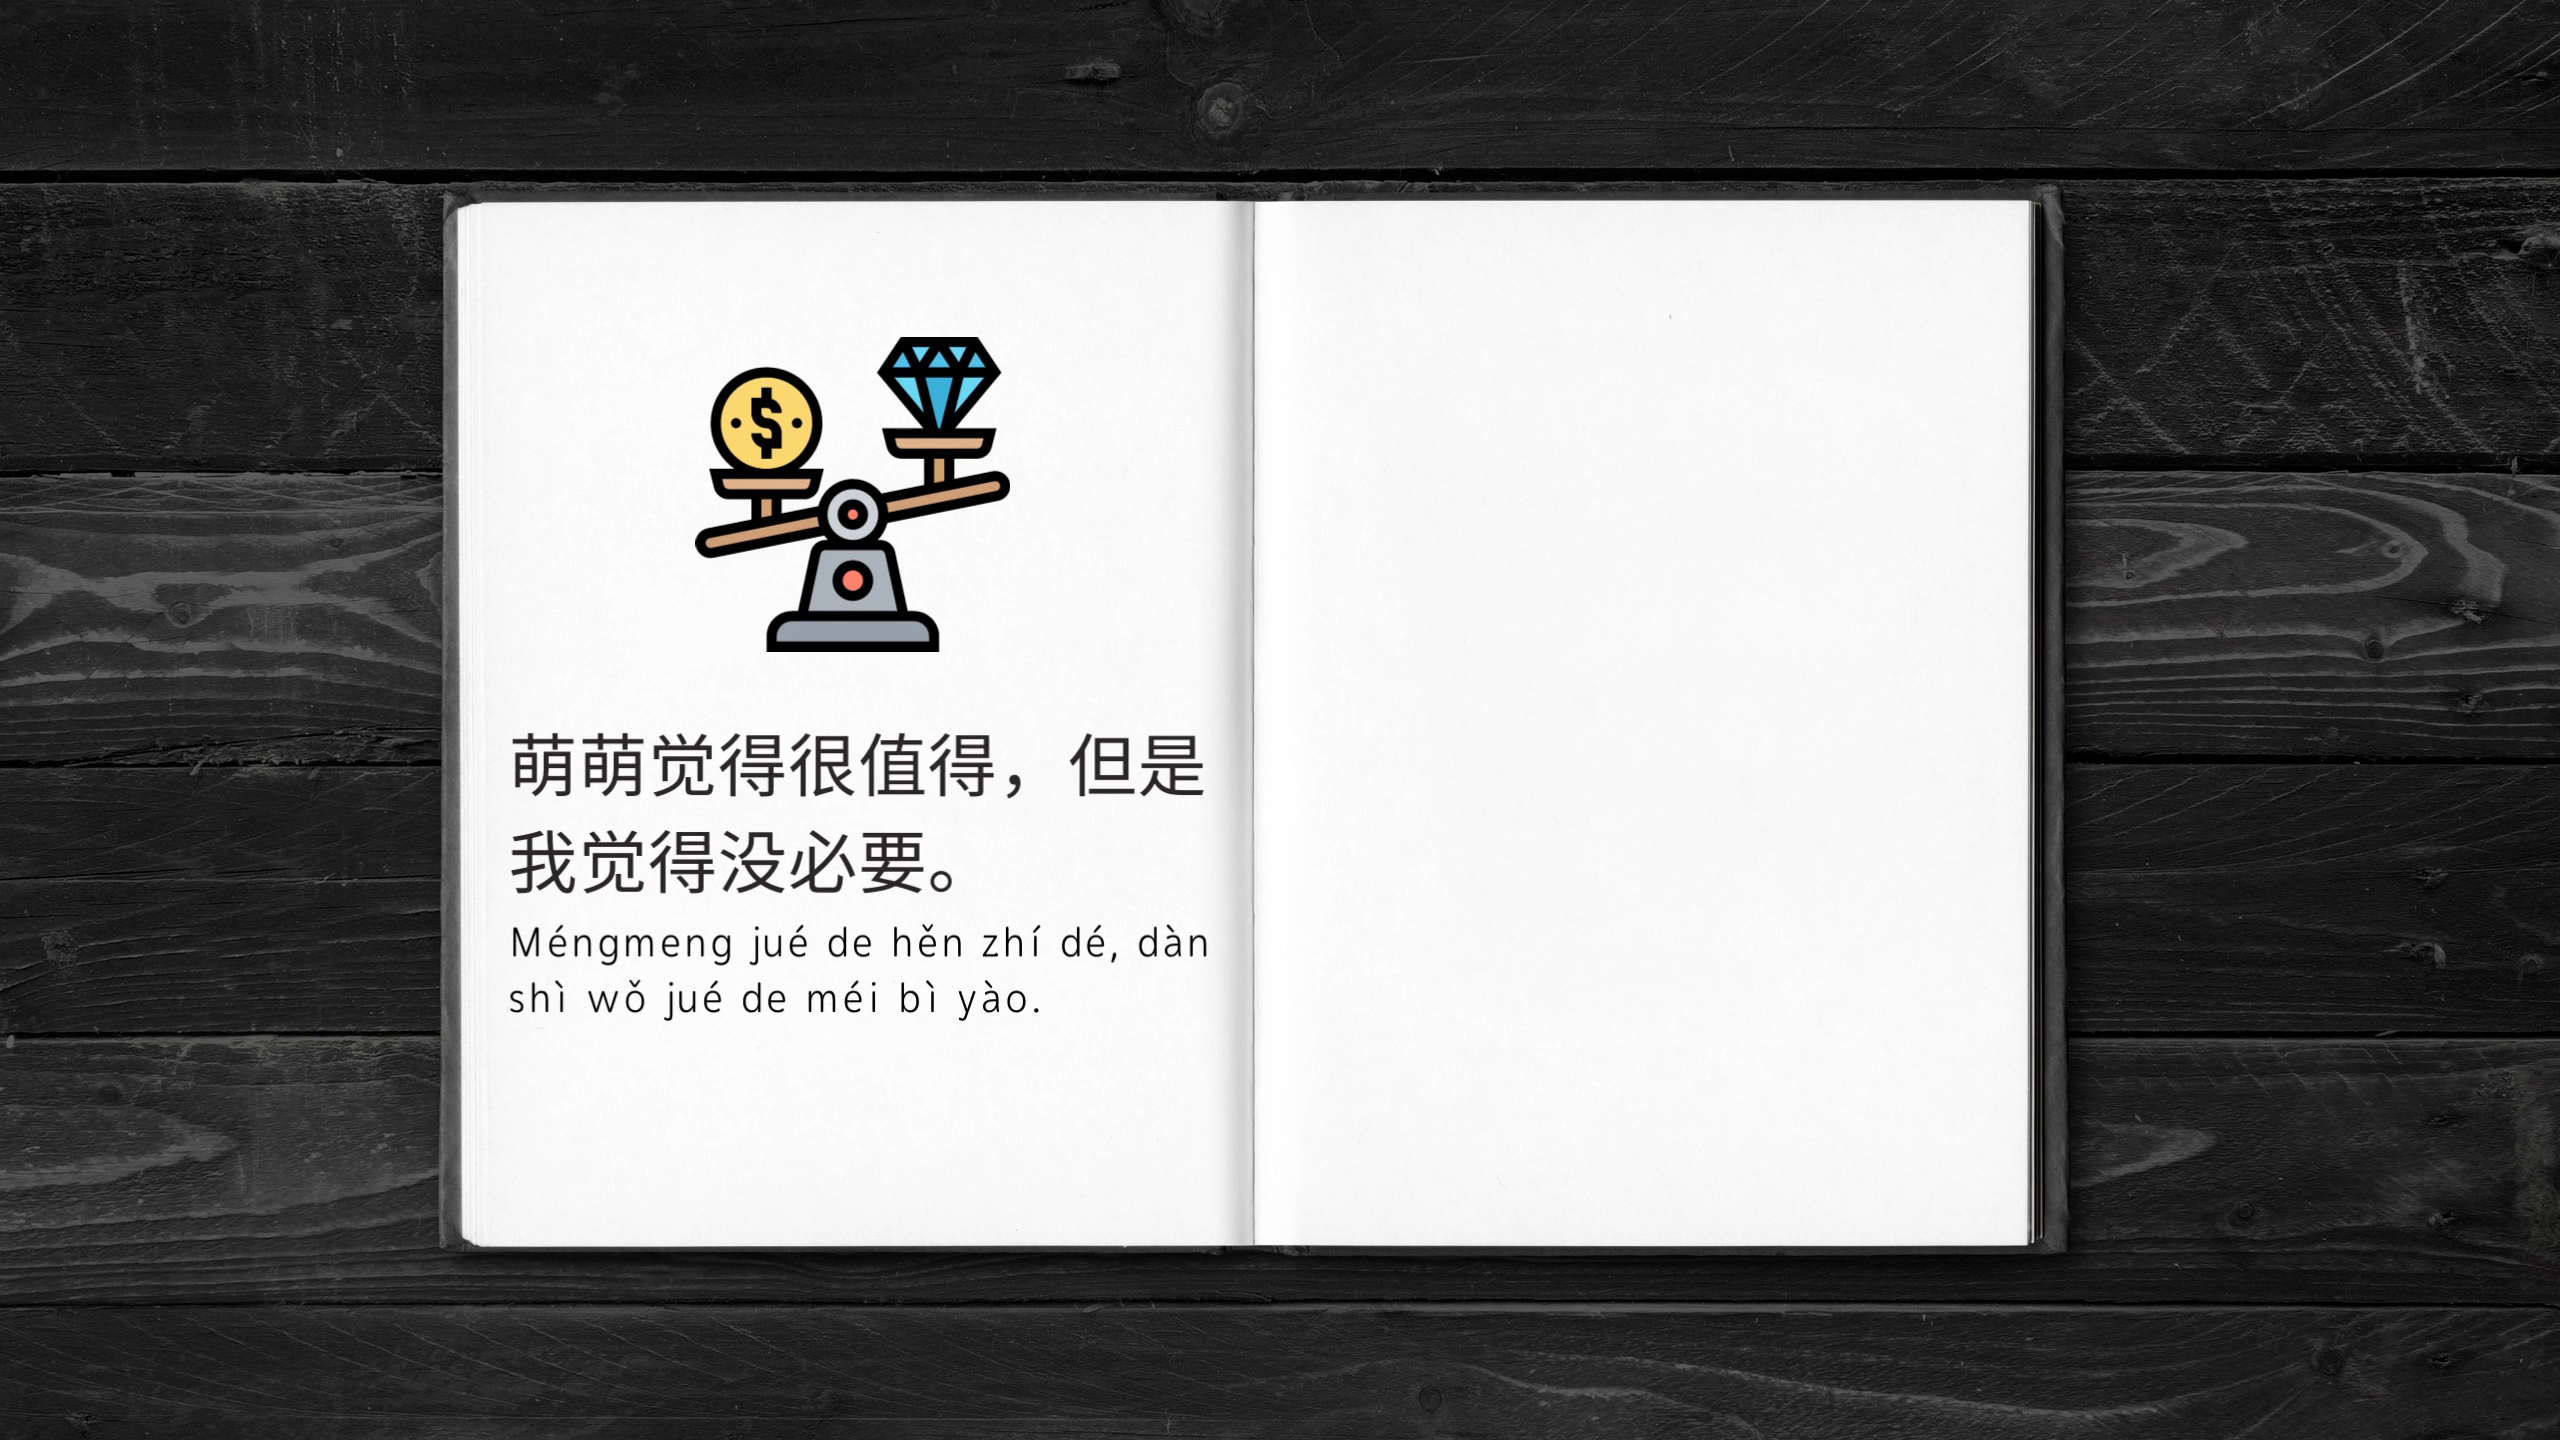 $
萌萌觉得很值得，但是
我觉得没必要。
Méngmeng jué de hěn zhí dé, dàn
shì wǒ jué de méi bì yào.